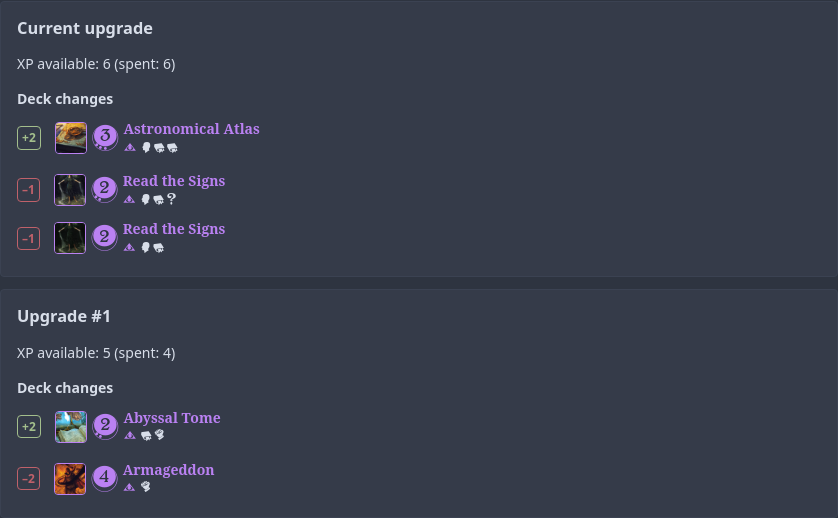 Current upgrade
XP available: 6 (spent: 6)
Deck changes
+2 3 Astronomical Atlas
−1 2 Read the Signs
?
−1 2 Read the Signs
Upgrade #1
XP available: 5 (spent: 4)
Deck changes
+2 2 Abyssal Tome
−2 4 Armageddon